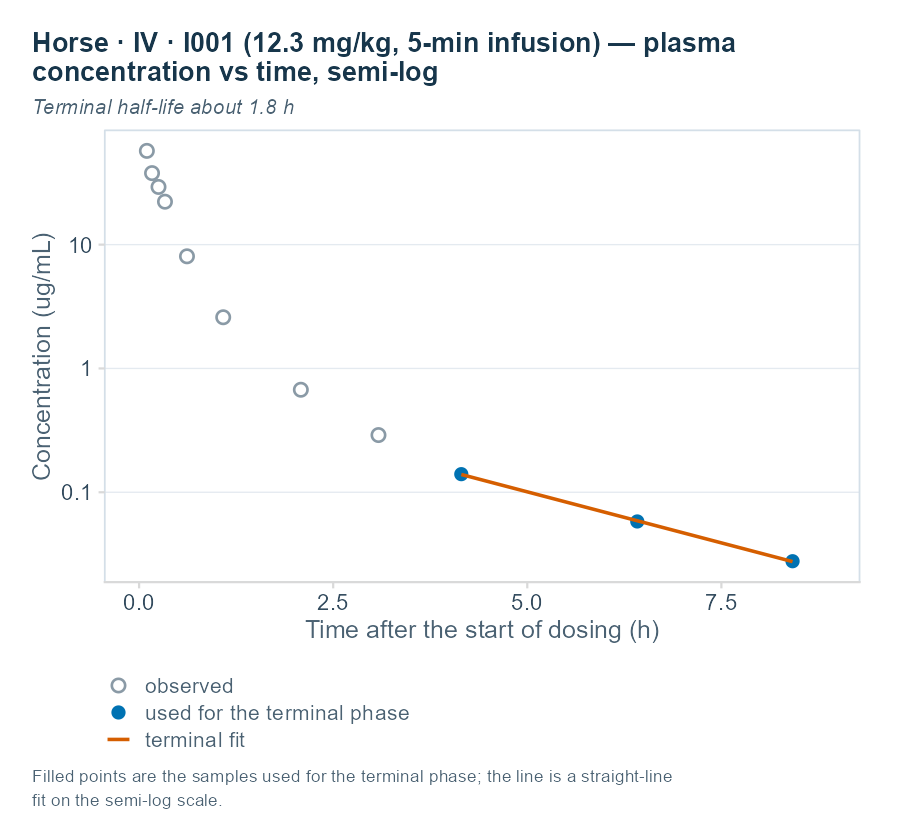 Horse · IV · I001 (12.3 mg/kg, 5-min infusion) — plasma
concentration vs time, semi-log
Terminal half-life about 1.8 h
Concentration (ug/mL)
10
1
0.1
0.0
2.5
5.0
7.5
Time after the start of dosing (h)
observed
used for the terminal phase
terminal fit
Filled points are the samples used for the terminal phase; the line is a straight-line
fit on the semi-log scale.